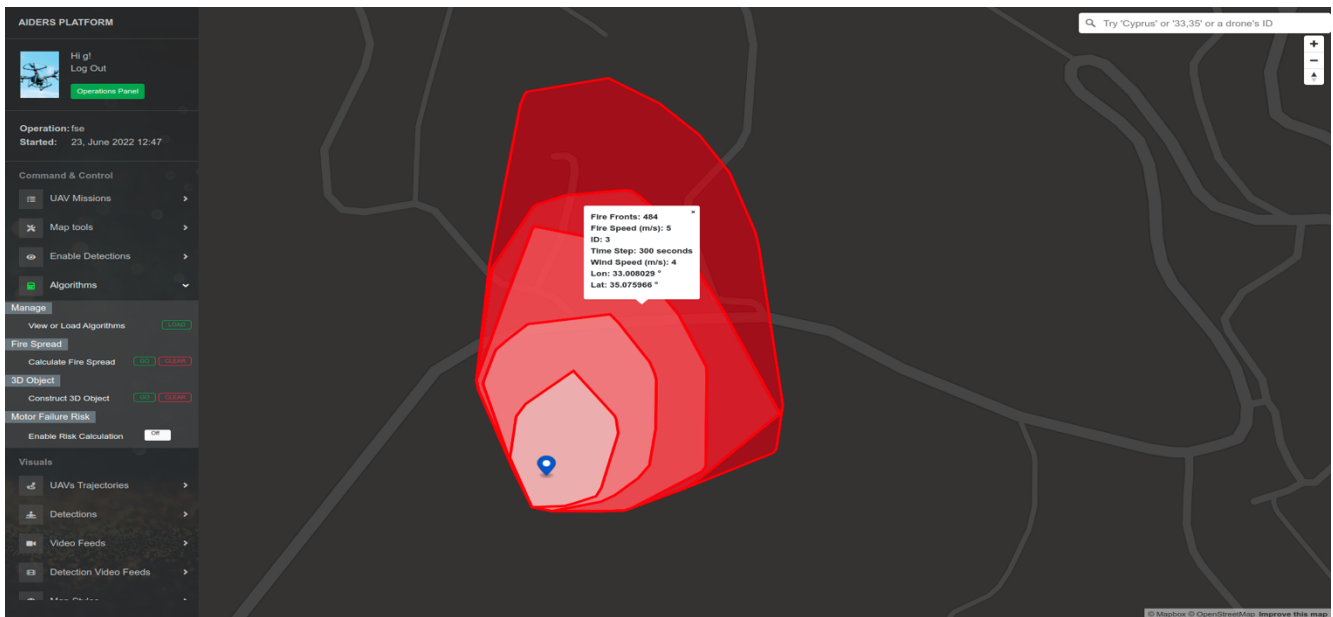 AIDERS PLATFORM
Hi g!
Log Out
Operations Panel
Operation: fse
Started: 23, June 2022 12:47
Command & Control
UAV Missions
Map tools
Enable Detections
Algorithms
Manage
View or Load Algorithms LOAD
Fire Spread
Calculate Fire Spread GO CLEAR
3D Object
Construct 3D Object GO CLEAR
Motor Failure Risk
Enable Risk Calculation Off
Visuals
UAVs Trajectories
Detections
Video Feeds
Detection Video Feeds
Try 'Cyprus' or '33,35' or a drone's ID
Fire Fronts: 484
Fire Speed (m/s): 5
ID: 3
Time Step: 300 seconds
Wind Speed (m/s): 4
Lon: 33.008029 °
Lat: 35.075966 °
© Mapbox © OpenStreetMap Improve this map